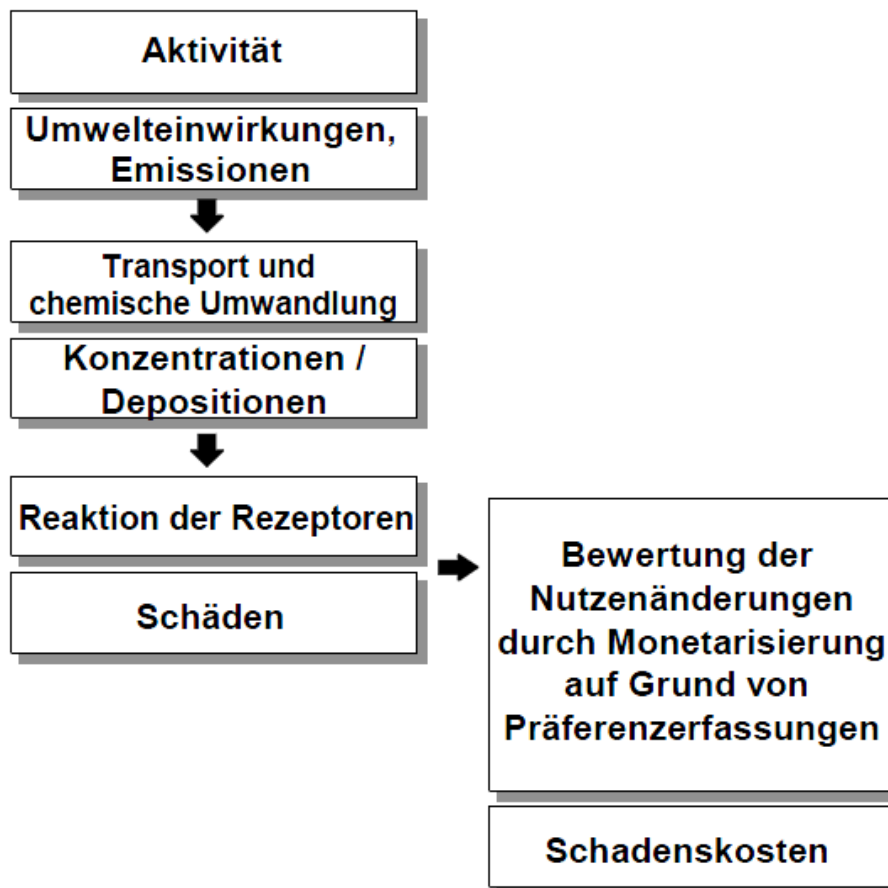 Aktivität
Umwelteinwirkungen,
Emissionen
Transport und
chemische Umwandlung
Konzentrationen /
Depositionen
Reaktion der Rezeptoren
Schäden
Bewertung der
Nutzenänderungen
durch Monetarisierung
auf Grund von
Präferenzerfassungen
Schadenskosten